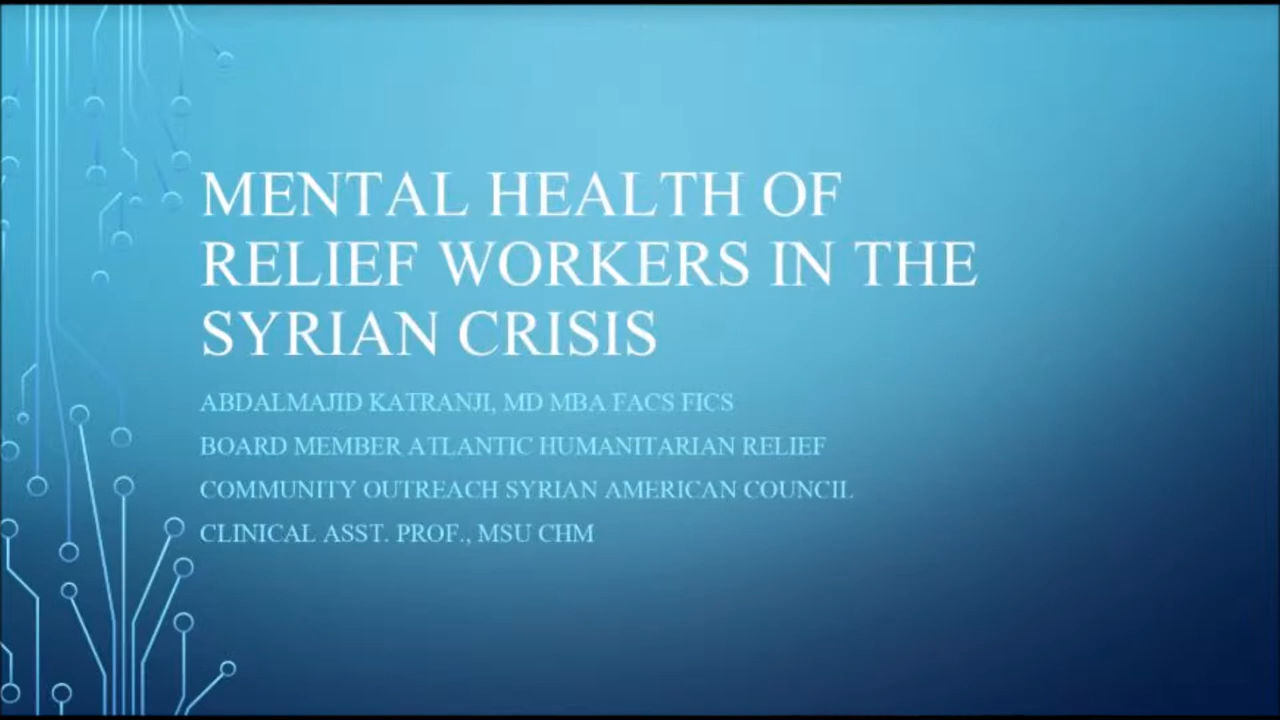 MENTAL HEALTH OF
RELIEF WORKERS IN THE
SYRIAN CRISIS
ABDALMAJID KATRANJI, MD MBA FACS FICS
BOARD MEMBER ATLANTIC HUMANITARIAN RELIEF
COMMUNITY OUTREACH SYRIAN AMERICAN COUNCIL
CLINICAL ASST. PROF., MSU CHM